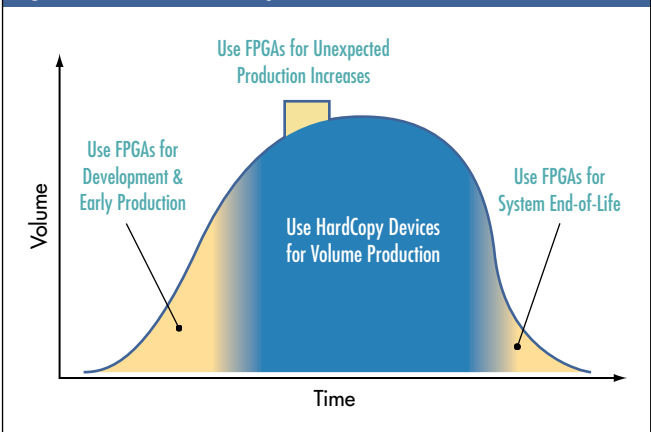 Use FPGAs for Unexpected
Production Increases
Use FPGAs for
Development &
Early Production
Use FPGAs for
System End-of-Life
Use HardCopy Devices
for Volume Production
Volume
Time